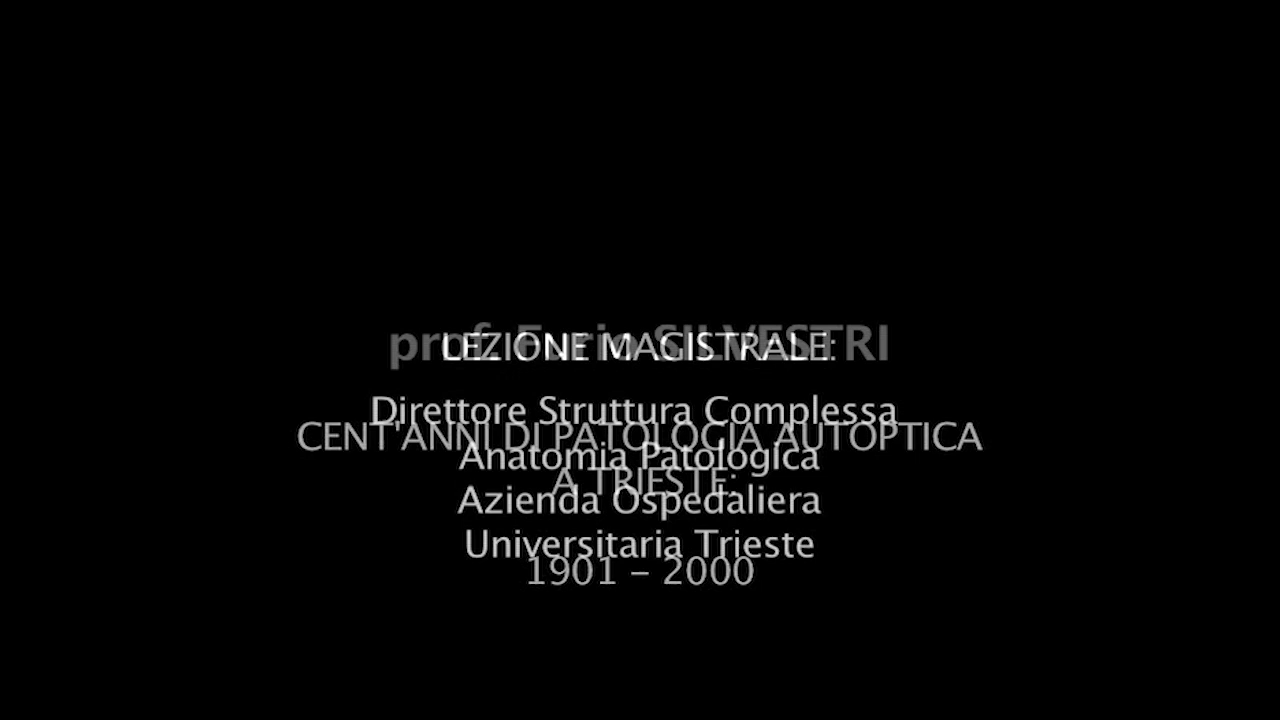 prof. Furio SILVESTRI
Direttore Struttura Complessa
Anatomia Patologica
Azienda Ospedaliera
Universitaria Trieste
LEZIONE MAGISTRALE:
CENT'ANNI DI PATOLOGIA AUTOPTICA
A TRIESTE:
1901 – 2000